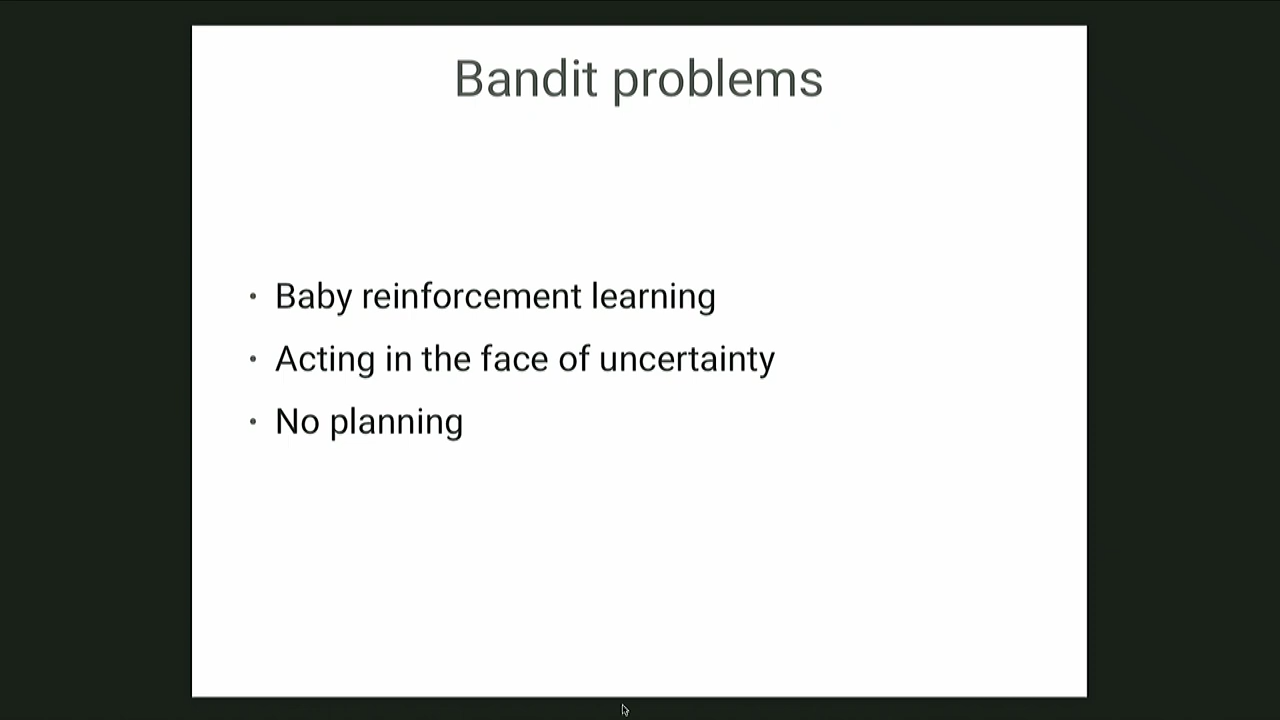 Bandit problems
• Baby reinforcement learning
• Acting in the face of uncertainty
• No planning